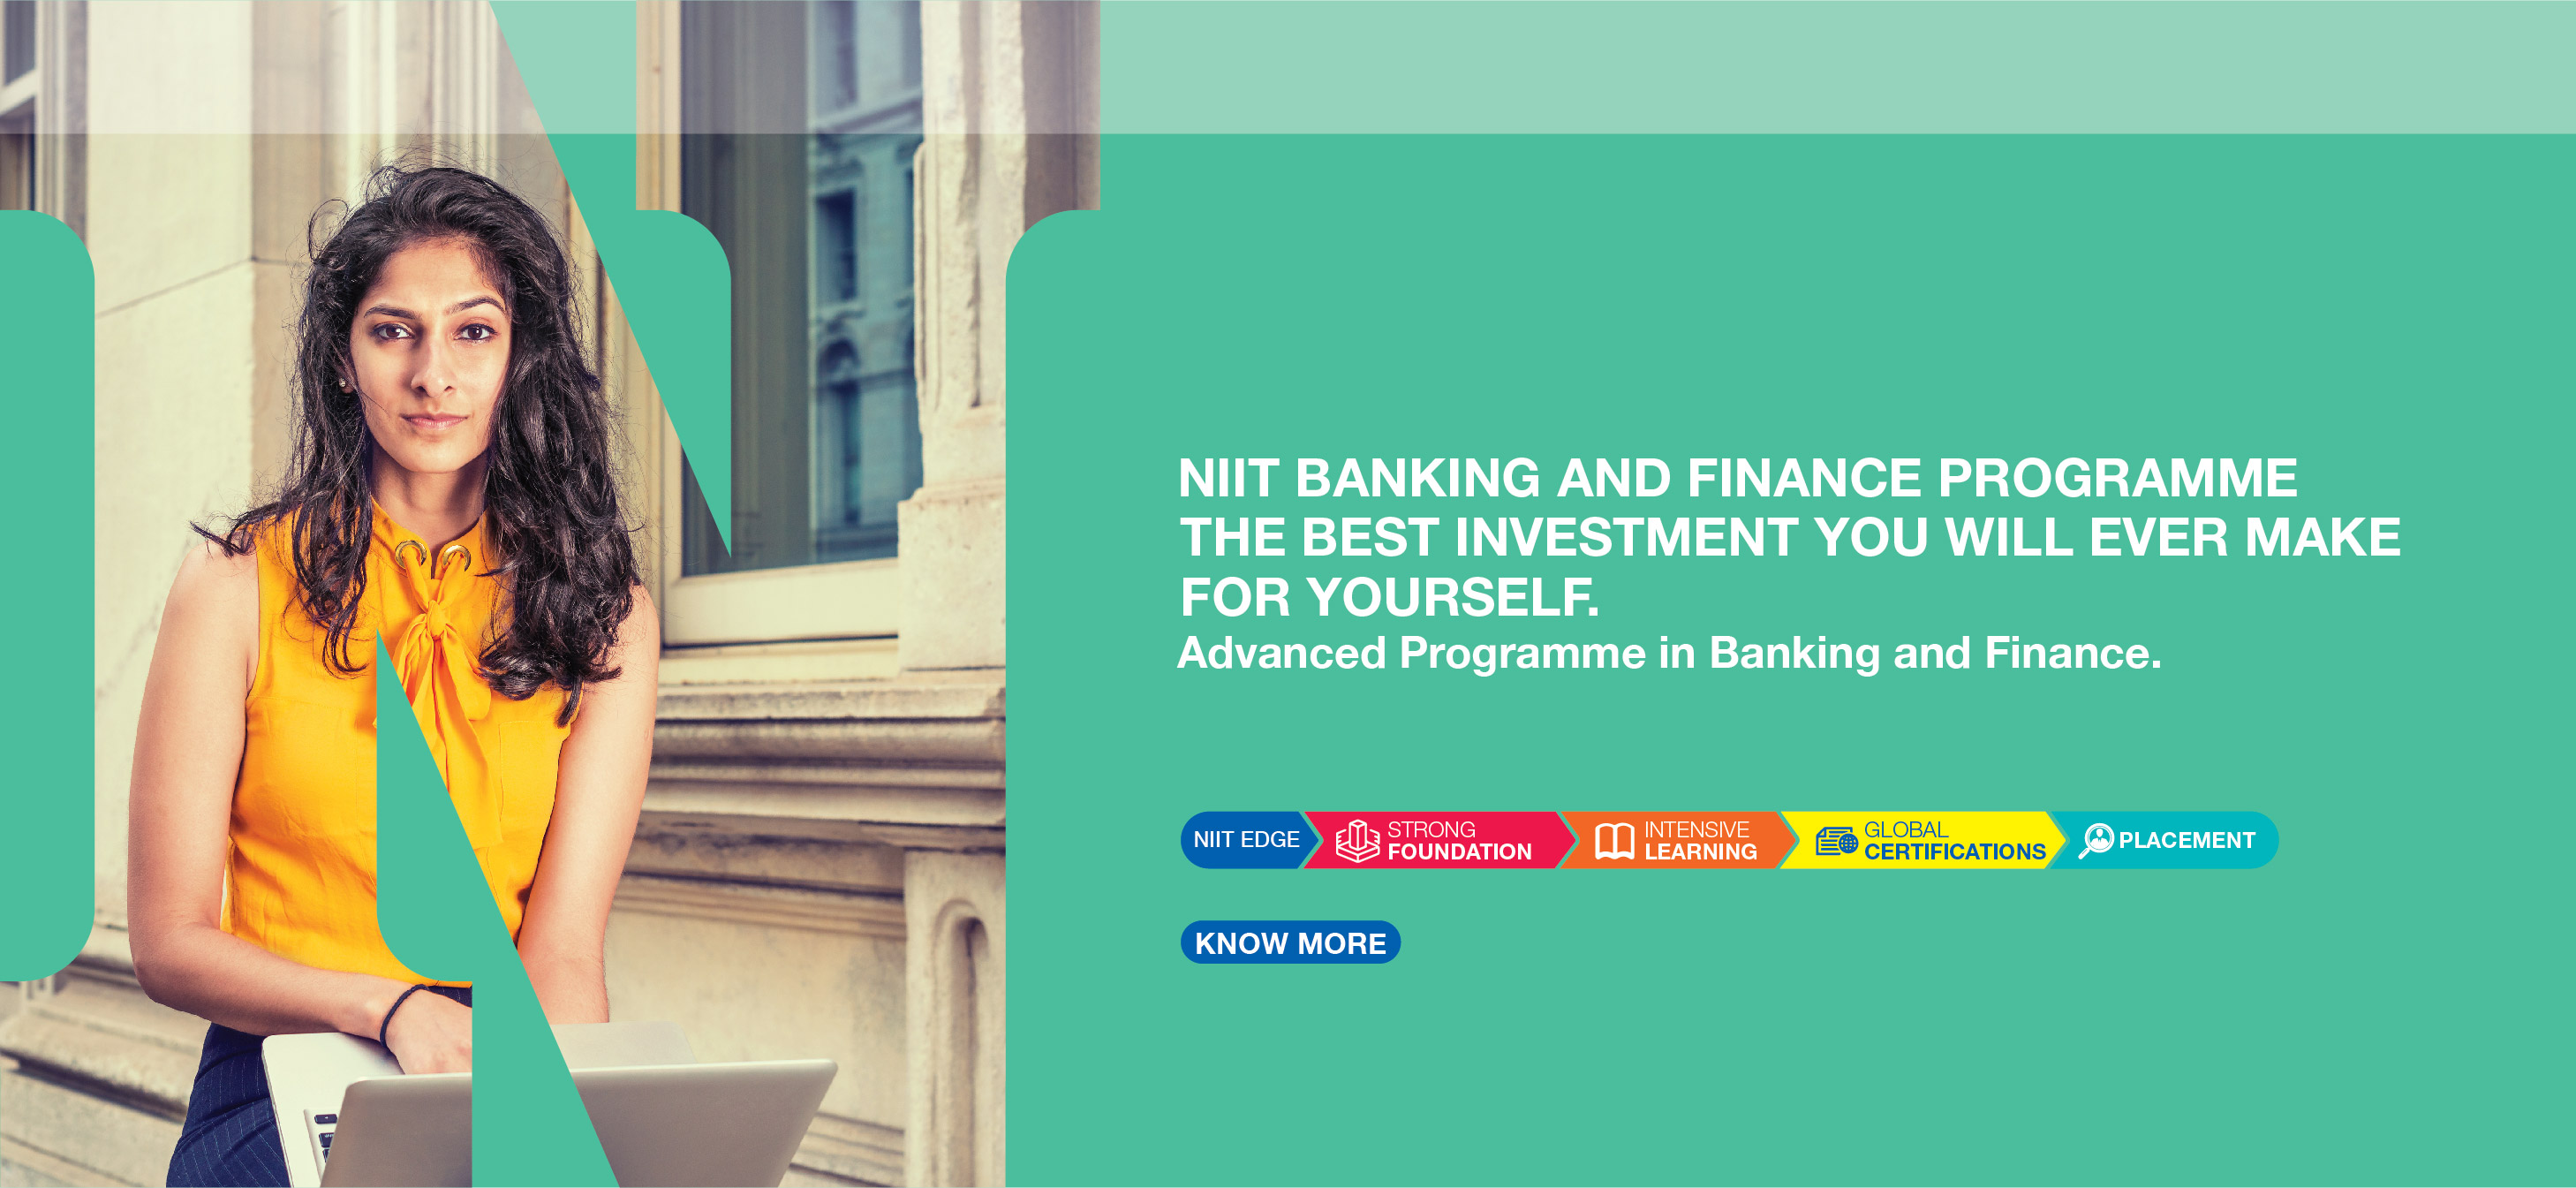 NIIT BANKING AND FINANCE PROGRAMME
THE BEST INVESTMENT YOU WILL EVER MAKE
FOR YOURSELF.
Advanced Programme in Banking and Finance.
NIIT EDGE
STRONG
FOUNDATION
INTENSIVE
LEARNING
GLOBAL
CERTIFICATIONS
PLACEMENT
KNOW MORE